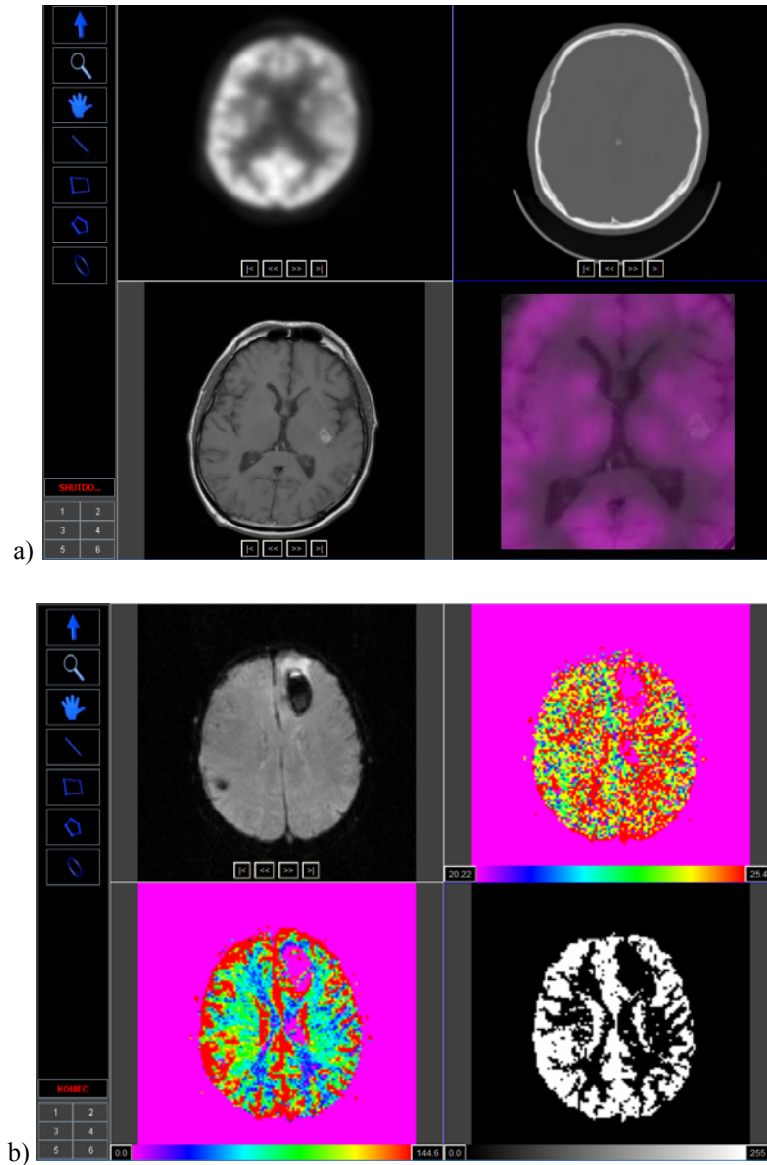 |< << >> >|
|< << >> >
SHUTDO...
1 2
3 4
5 6
|< << >> >|
a)
|< << >> >|
20.22 25.4
KONIEC
1 2
3 4
5 6
0.0 144.6
0.0 255
b)